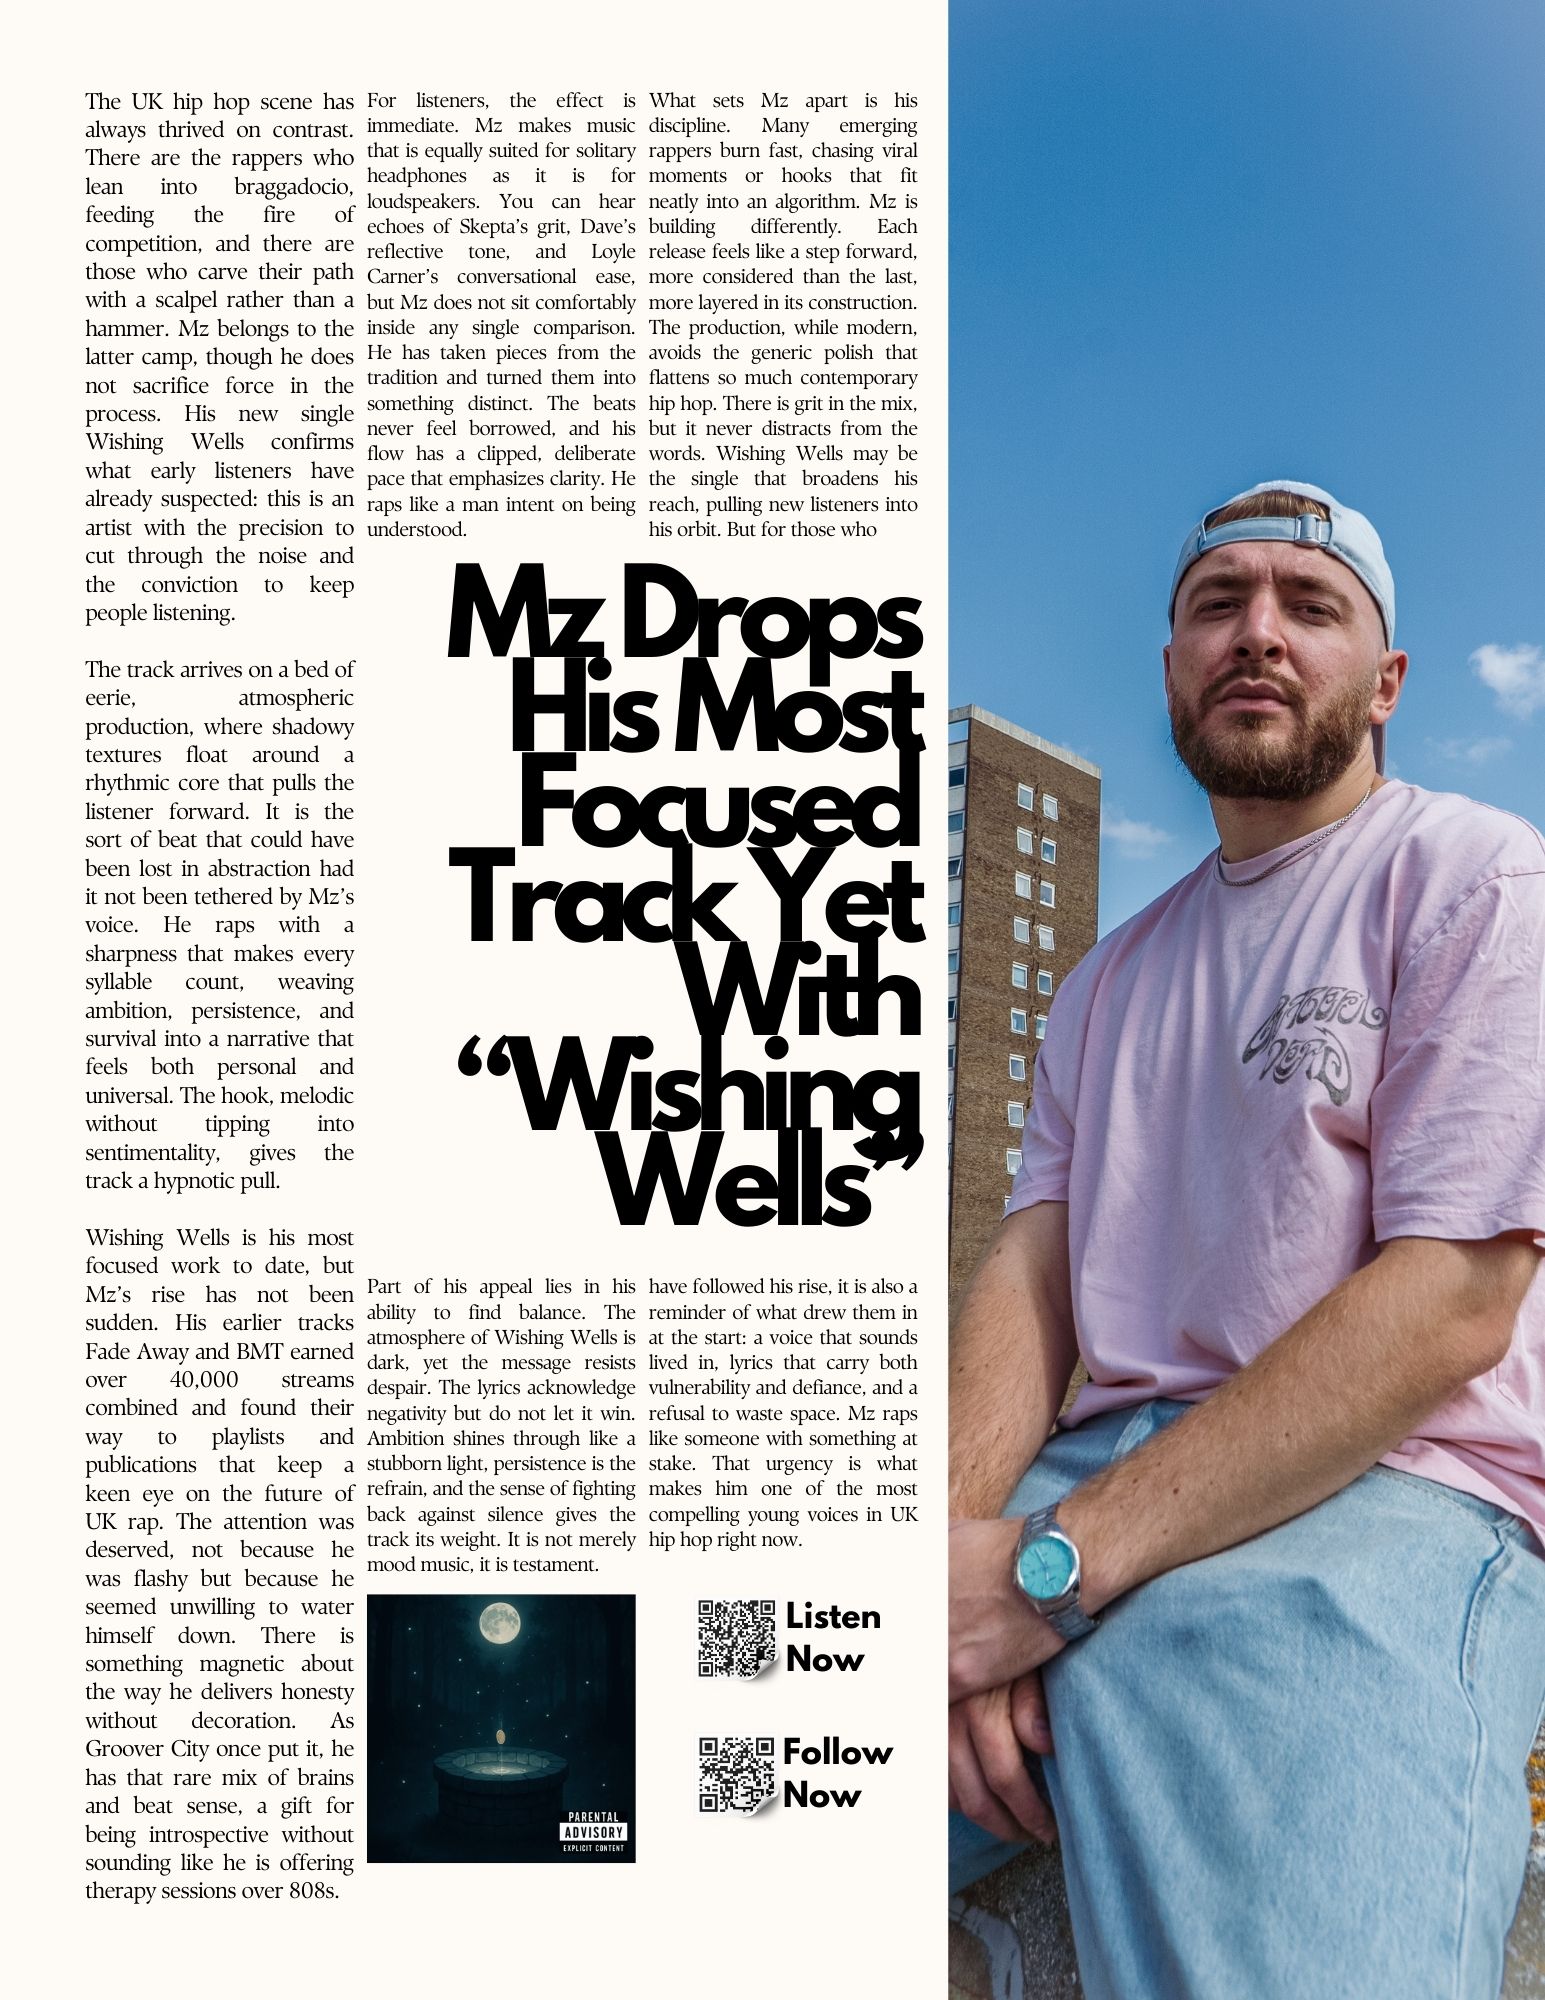 The UK hip hop scene has
always thrived on contrast.
There are the rappers who
lean into braggadocio,
feeding the fire of
competition, and there are
those who carve their path
with a scalpel rather than a
hammer. Mz belongs to the
latter camp, though he does
not sacrifice force in the
process. His new single
Wishing Wells confirms
what early listeners have
already suspected: this is an
artist with the precision to
cut through the noise and
the conviction to keep
people listening.
The track arrives on a bed of
eerie, atmospheric
production, where shadowy
textures float around a
rhythmic core that pulls the
listener forward. It is the
sort of beat that could have
been lost in abstraction had
it not been tethered by Mz’s
voice. He raps with a
sharpness that makes every
syllable count, weaving
ambition, persistence, and
survival into a narrative that
feels both personal and
universal. The hook, melodic
without tipping into
sentimentality, gives the
track a hypnotic pull.
Wishing Wells is his most
focused work to date, but
Mz’s rise has not been
sudden. His earlier tracks
Fade Away and BMT earned
over 40,000 streams
combined and found their
way to playlists and
publications that keep a
keen eye on the future of
UK rap. The attention was
deserved, not because he
was flashy but because he
seemed unwilling to water
himself down. There is
something magnetic about
the way he delivers honesty
without decoration. As
Groover City once put it, he
has that rare mix of brains
and beat sense, a gift for
being introspective without
sounding like he is offering
therapy sessions over 808s.
For listeners, the effect is
immediate. Mz makes music
that is equally suited for solitary
headphones as it is for
loudspeakers. You can hear
echoes of Skepta’s grit, Dave’s
reflective tone, and Loyle
Carner’s conversational ease,
but Mz does not sit comfortably
inside any single comparison.
He has taken pieces from the
tradition and turned them into
something distinct. The beats
never feel borrowed, and his
flow has a clipped, deliberate
pace that emphasizes clarity. He
raps like a man intent on being
understood.
What sets Mz apart is his
discipline. Many emerging
rappers burn fast, chasing viral
moments or hooks that fit
neatly into an algorithm. Mz is
building differently. Each
release feels like a step forward,
more considered than the last,
more layered in its construction.
The production, while modern,
avoids the generic polish that
flattens so much contemporary
hip hop. There is grit in the mix,
but it never distracts from the
words. Wishing Wells may be
the single that broadens his
reach, pulling new listeners into
his orbit. But for those who
Mz Drops
His Most
Focused
Track Yet
With
“Wishing
Wells”
Part of his appeal lies in his
ability to find balance. The
atmosphere of Wishing Wells is
dark, yet the message resists
despair. The lyrics acknowledge
negativity but do not let it win.
Ambition shines through like a
stubborn light, persistence is the
refrain, and the sense of fighting
back against silence gives the
track its weight. It is not merely
mood music, it is testament.
have followed his rise, it is also a
reminder of what drew them in
at the start: a voice that sounds
lived in, lyrics that carry both
vulnerability and defiance, and a
refusal to waste space. Mz raps
like someone with something at
stake. That urgency is what
makes him one of the most
compelling young voices in UK
hip hop right now.
PARENTAL
ADVISORY
EXPLICIT CONTENT
Listen
Now
Follow
Now